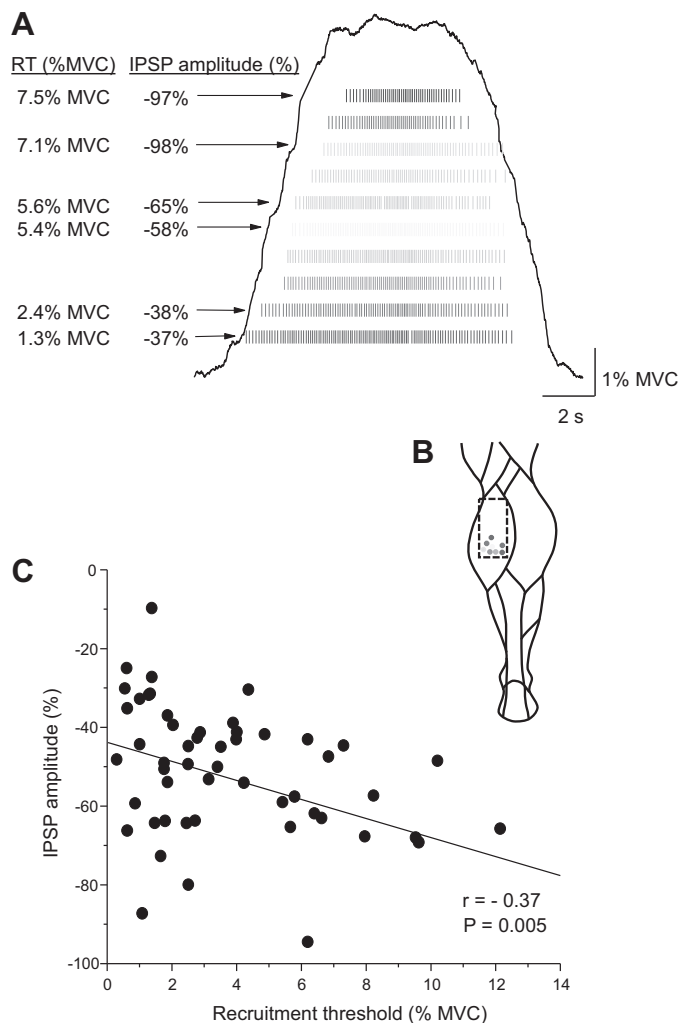 A
RT (%MVC) IPSP amplitude (%)
7.5% MVC -97%
7.1% MVC -98%
5.6% MVC -65%
5.4% MVC -58%
2.4% MVC -38%
1.3% MVC -37%
1% MVC
2 s
B
C
0
-20
-40
-60
-80
-100
IPSP amplitude (%)
r = - 0.37
P = 0.005
0 2 4 6 8 10 12 14
Recruitment threshold (% MVC)